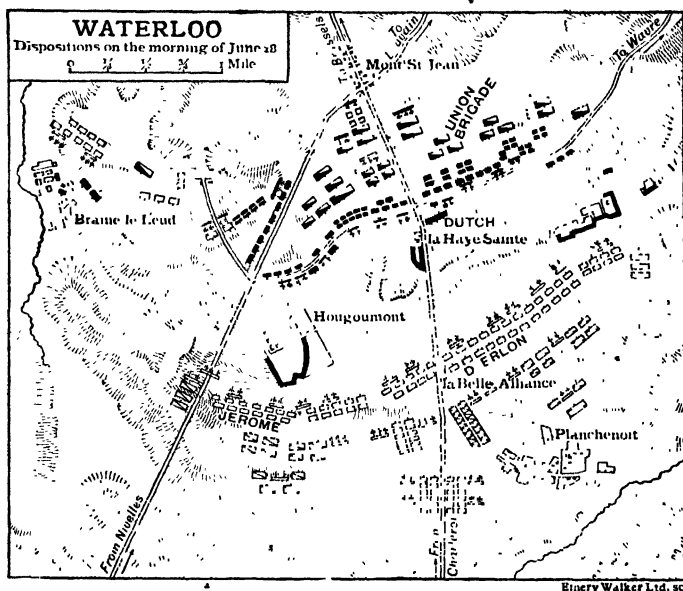 WATERLOO
Dispositions on the morning of June 18
0 ¼ ½ ¾ 1 Mile
To Brussels
To Louvain
To Wavre
Mont St Jean
UNION
BRIGADE
Braine le Leud
DUTCH
la Haye Sainte
Hougoumont
D'ERLON
la Belle Alliance
JEROME
Planchenoit
From Nivelles
From
Charleroi
Emery Walker Ltd. sc